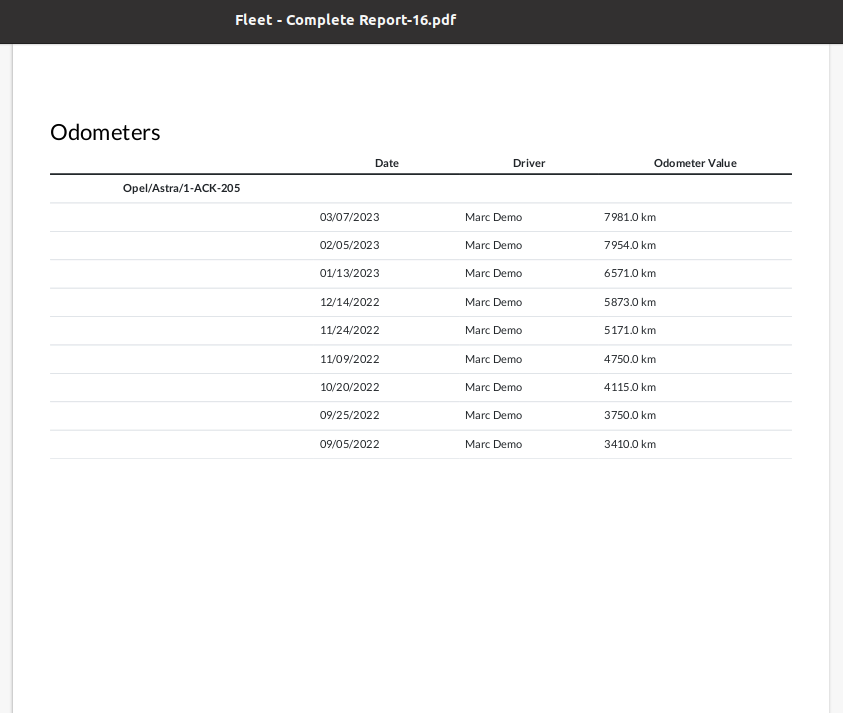 Fleet - Complete Report-16.pdf
Odometers
Date Driver Odometer Value
Opel/Astra/1-ACK-205
03/07/2023 Marc Demo 7981.0 km
02/05/2023 Marc Demo 7954.0 km
01/13/2023 Marc Demo 6571.0 km
12/14/2022 Marc Demo 5873.0 km
11/24/2022 Marc Demo 5171.0 km
11/09/2022 Marc Demo 4750.0 km
10/20/2022 Marc Demo 4115.0 km
09/25/2022 Marc Demo 3750.0 km
09/05/2022 Marc Demo 3410.0 km